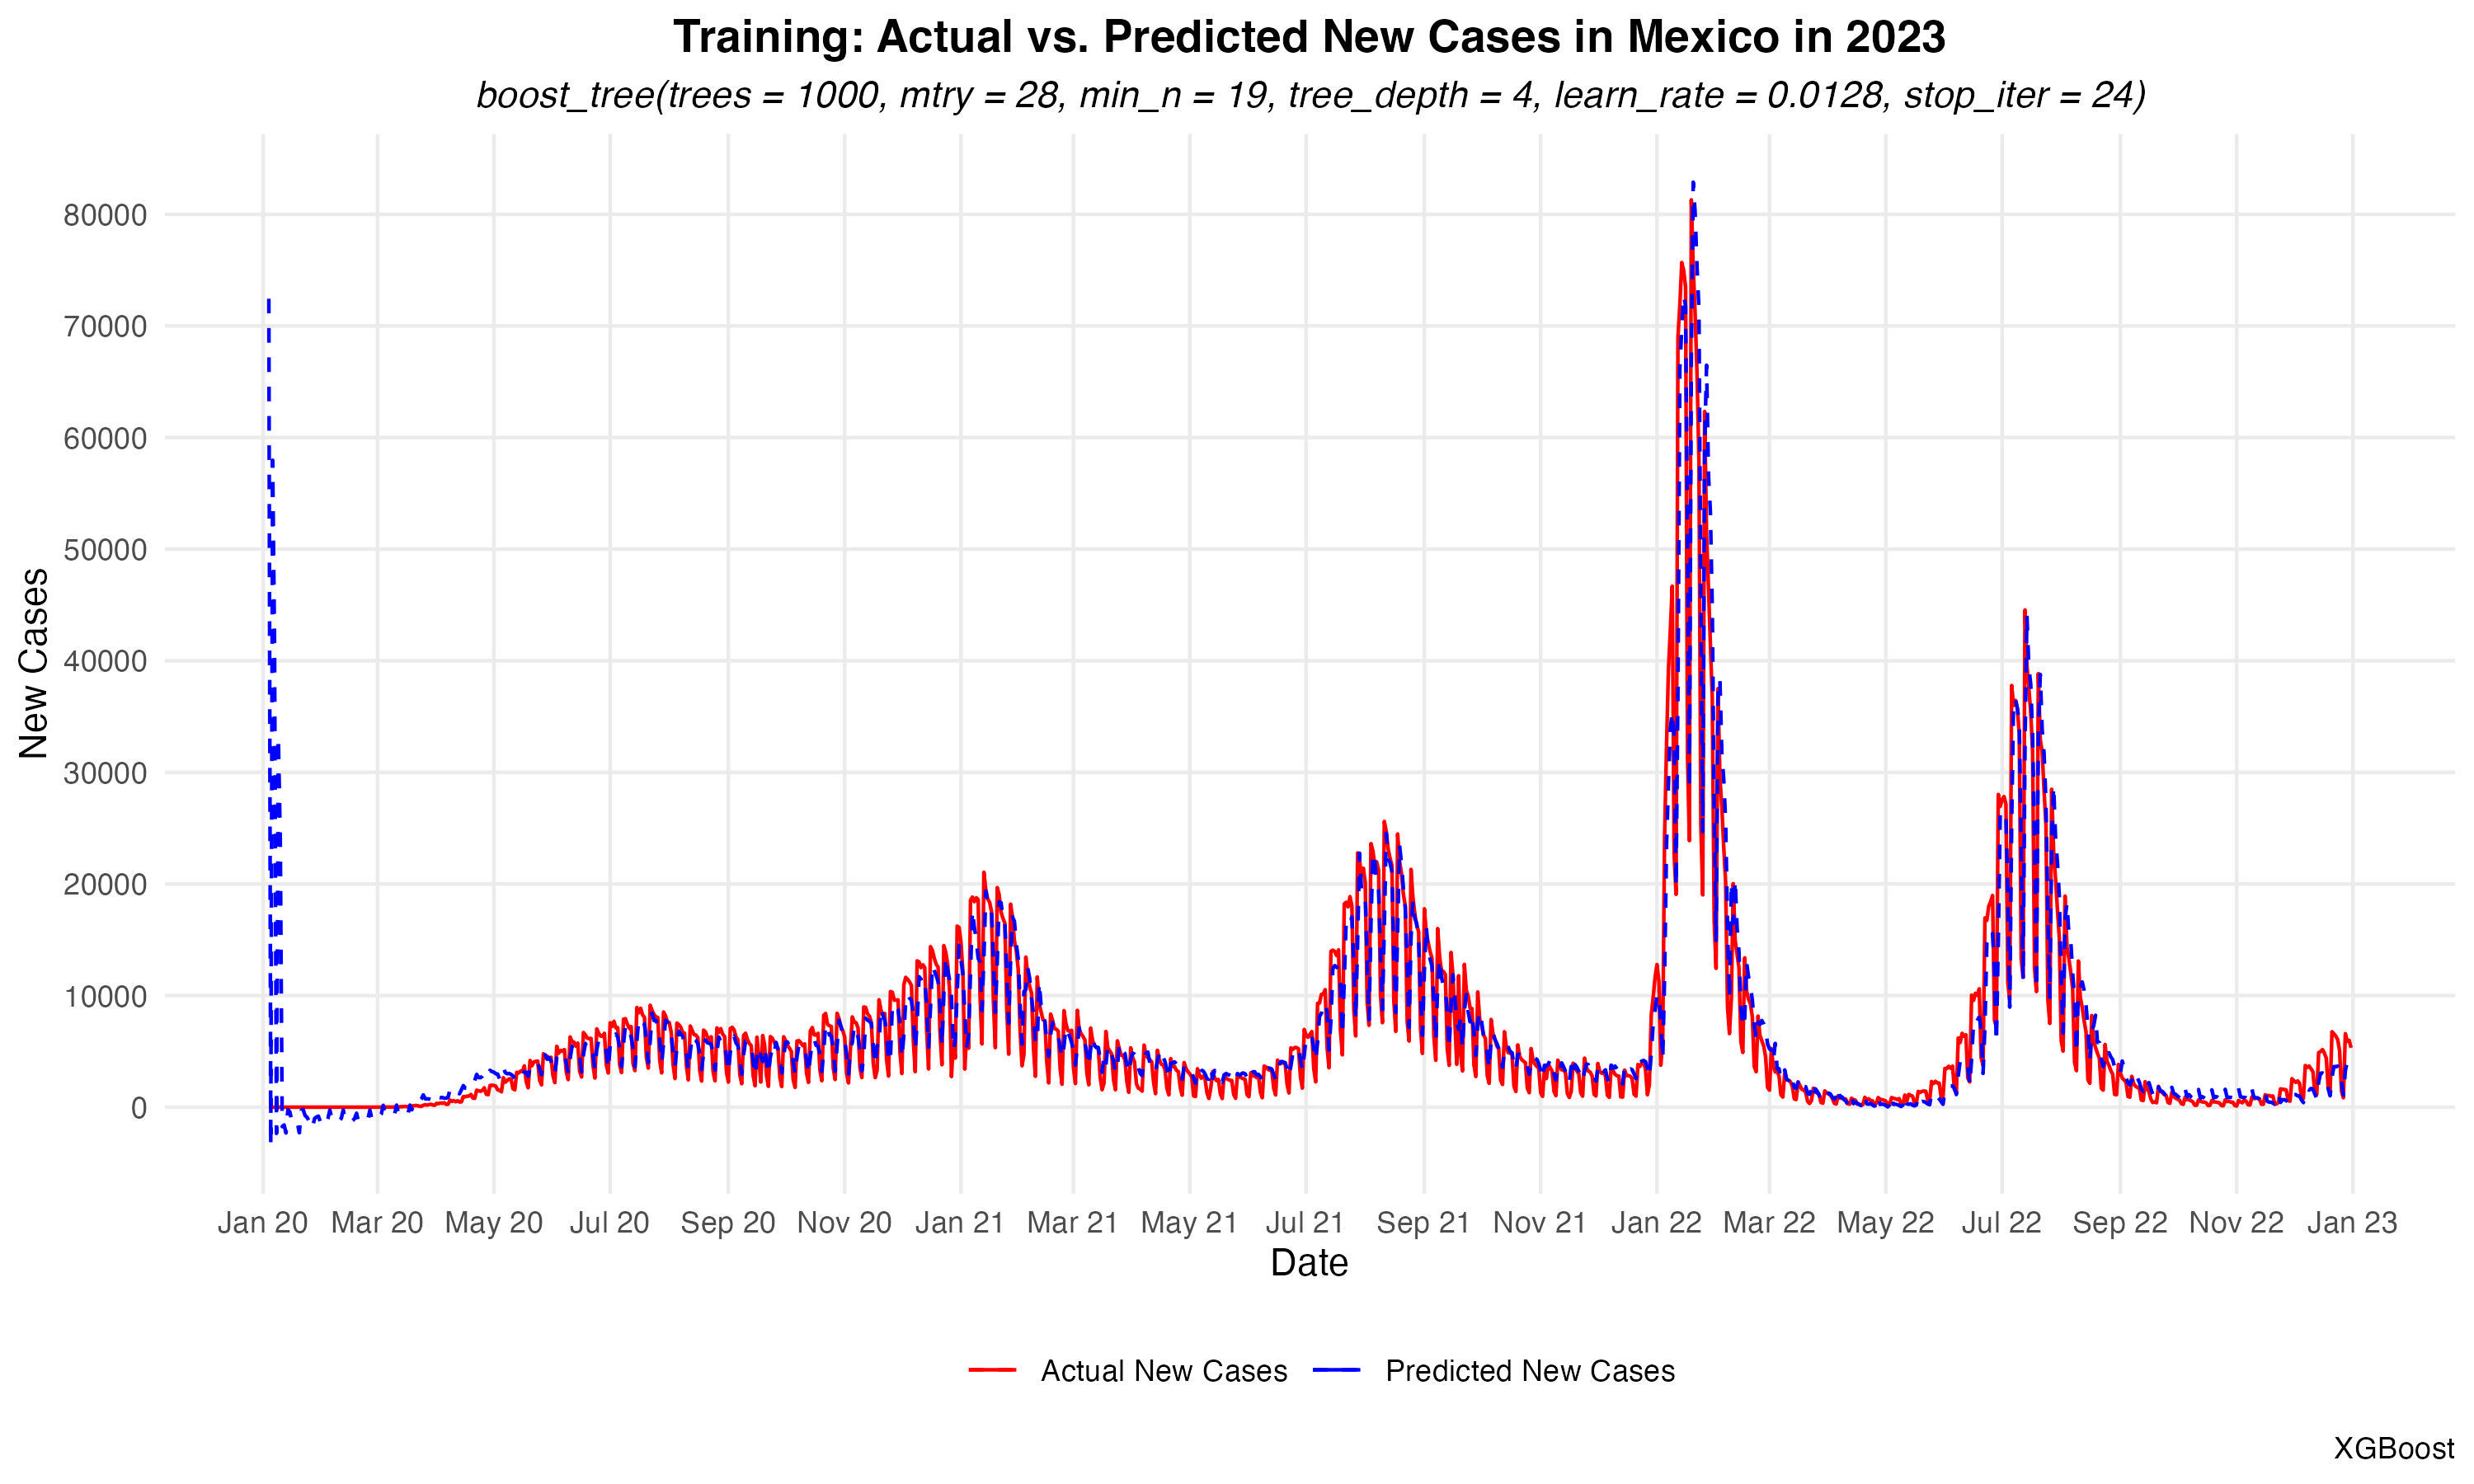 Training: Actual vs. Predicted New Cases in Mexico in 2023
boost_tree(trees = 1000, mtry = 28, min_n = 19, tree_depth = 4, learn_rate = 0.0128, stop_iter = 24)
New Cases
80000
70000
60000
50000
40000
30000
20000
10000
0
Jan 20 Mar 20 May 20 Jul 20 Sep 20 Nov 20 Jan 21 Mar 21 May 21 Jul 21 Sep 21 Nov 21 Jan 22 Mar 22 May 22 Jul 22 Sep 22 Nov 22 Jan 23
Date
Actual New Cases Predicted New Cases
XGBoost